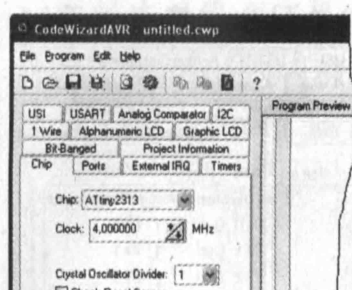 CodeWizardAVR - untitled.cwp
File Program Edit Help
?
USI USART Analog Comparator I2C
1 Wire Alphanumeric LCD Graphic LCD
Bit-Banged Project Information
Chip Ports External IRQ Timers
Chip: ATtiny2313
Clock: 4,000000 MHz
Crystal Oscillator Divider: 1
Program Preview